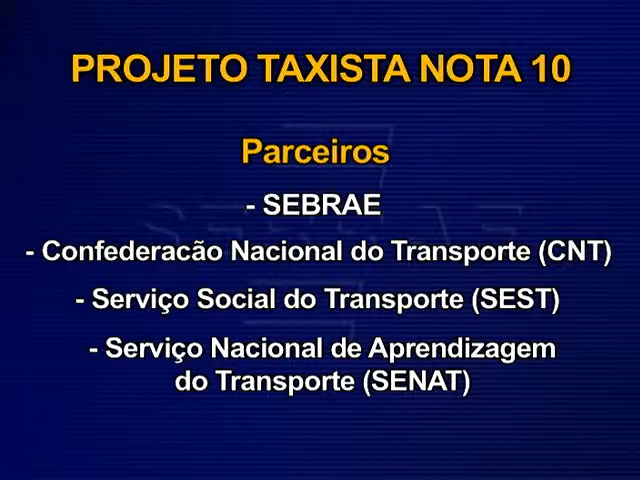 PROJETO TAXISTA NOTA 10
Parceiros
- SEBRAE
- Confederacão Nacional do Transporte (CNT)
- Serviço Social do Transporte (SEST)
- Serviço Nacional de Aprendizagem
do Transporte (SENAT)
SEBRAE